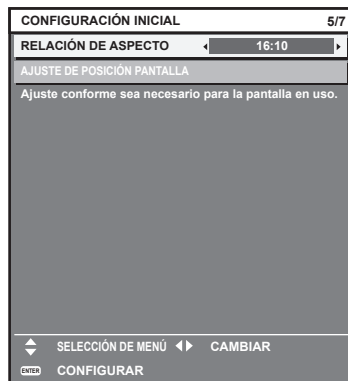 CONFIGURACIÓN INICIAL 5/7
RELACIÓN DE ASPECTO 16:10
AJUSTE DE POSICIÓN PANTALLA
Ajuste conforme sea necesario para la pantalla en uso.
SELECCIÓN DE MENÚ CAMBIAR
ENTER CONFIGURAR